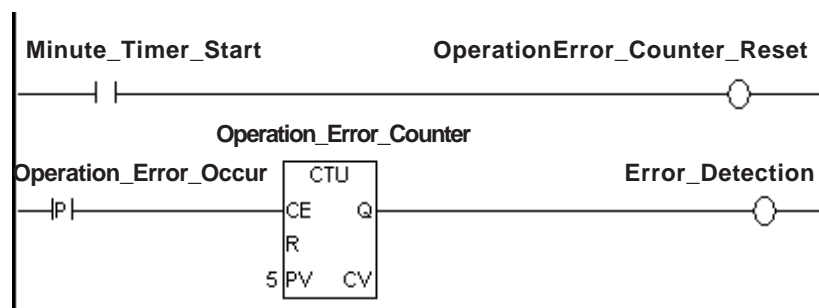 Minute_Timer_Start OperationError_Counter_Reset
Operation_Error_Counter
Operation_Error_Occur CTU Error_Detection
P CE Q
R
5 PV CV